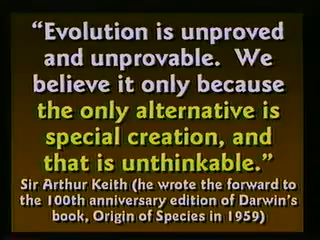 “Evolution is unproved
and unprovable.  We
believe it only because
the only alternative is
special creation, and
that is unthinkable.”
Sir Arthur Keith (he wrote the forward to
the 100th anniversary edition of Darwin's
book, Origin of Species in 1959)